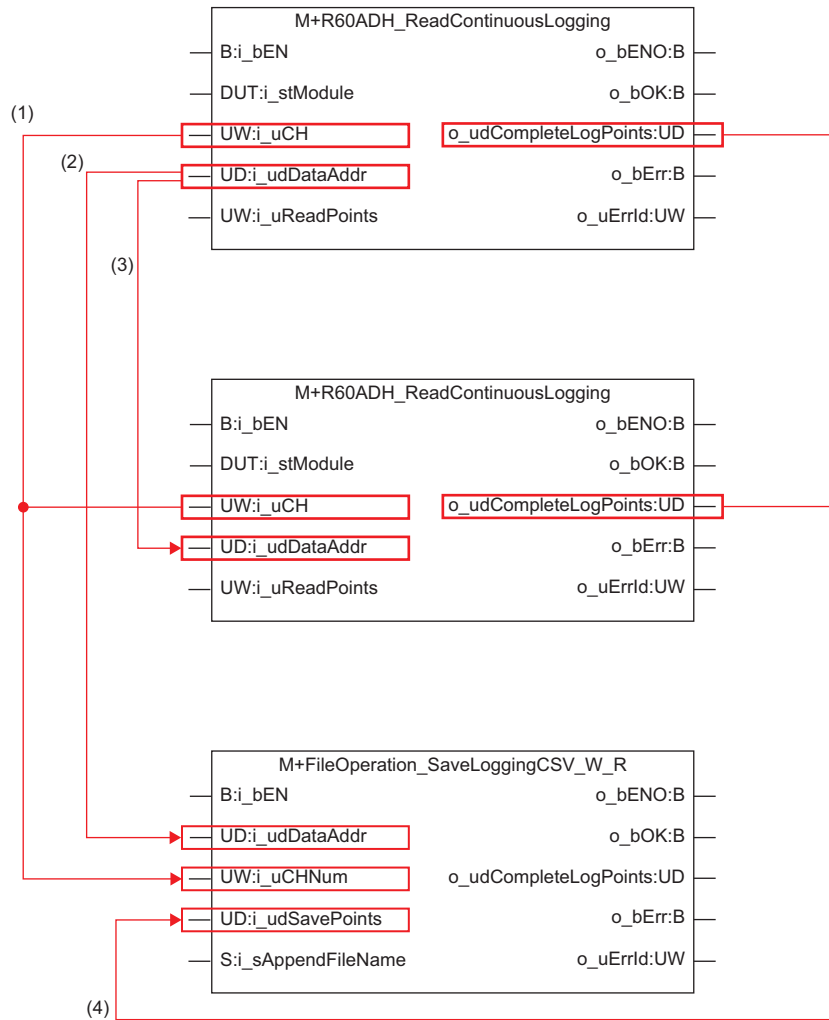 M+R60ADH_ReadContinuousLogging
B:i_bEN o_bENO:B
DUT:i_stModule o_bOK:B
(1)
UW:i_uCH o_udCompleteLogPoints:UD
(2)
UD:i_udDataAddr o_bErr:B
UW:i_uReadPoints o_uErrId:UW
(3)
M+R60ADH_ReadContinuousLogging
B:i_bEN o_bENO:B
DUT:i_stModule o_bOK:B
UW:i_uCH o_udCompleteLogPoints:UD
UD:i_udDataAddr o_bErr:B
UW:i_uReadPoints o_uErrId:UW
M+FileOperation_SaveLoggingCSV_W_R
B:i_bEN o_bENO:B
UD:i_udDataAddr o_bOK:B
UW:i_uCHNum o_udCompleteLogPoints:UD
UD:i_udSavePoints o_bErr:B
S:i_sAppendFileName o_uErrId:UW
(4)